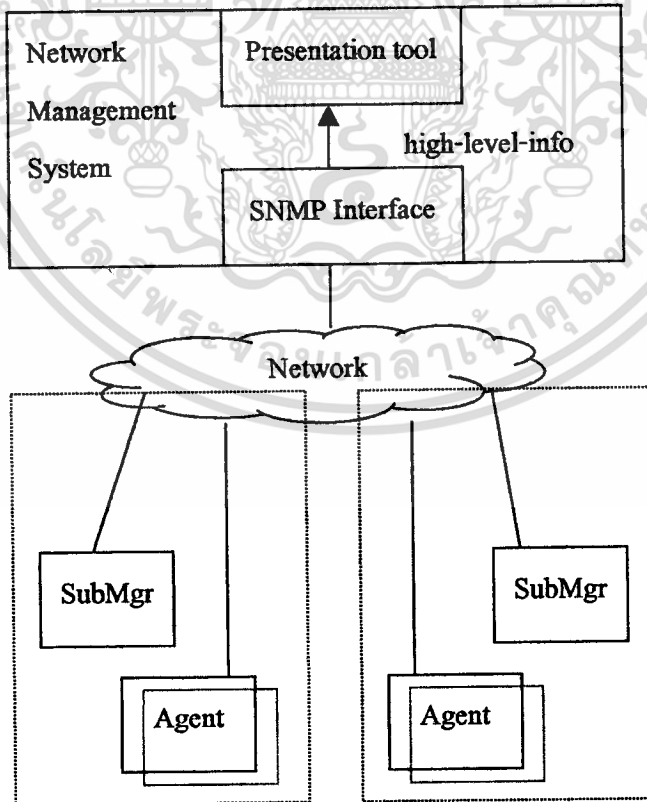 Network
Management
System
Presentation tool
high-level-info
SNMP Interface
Network
SubMgr
SubMgr
Agent
Agent